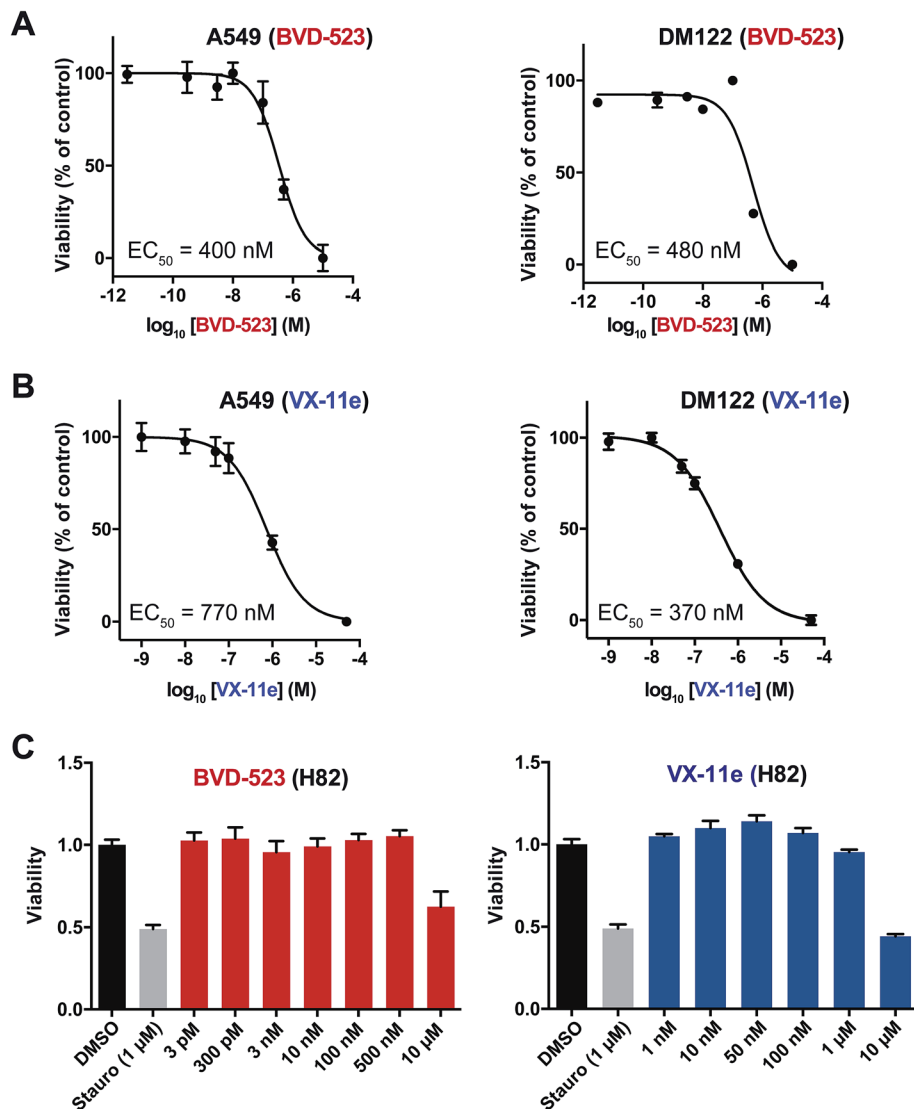 A
A549 (BVD-523)
Viability (% of control)
100
50
0
EC50 = 400 nM
-12 -10 -8 -6 -4
log10 [BVD-523] (M)
DM122 (BVD-523)
Viability (% of control)
100
50
0
EC50 = 480 nM
-12 -10 -8 -6 -4
log10 [BVD-523] (M)
B
A549 (VX-11e)
Viability (% of control)
100
50
0
EC50 = 770 nM
-9 -8 -7 -6 -5 -4
log10 [VX-11e] (M)
DM122 (VX-11e)
Viability (% of control)
100
50
0
EC50 = 370 nM
-9 -8 -7 -6 -5 -4
log10 [VX-11e] (M)
C
BVD-523 (H82)
Viability
1.5
1.0
0.5
0.0
DMSO
Stauro (1 µM)
3 pM
300 pM
3 nM
10 nM
100 nM
500 nM
10 µM
VX-11e (H82)
Viability
1.5
1.0
0.5
0.0
DMSO
Stauro (1 µM)
1 nM
10 nM
50 nM
100 nM
1 µM
10 µM